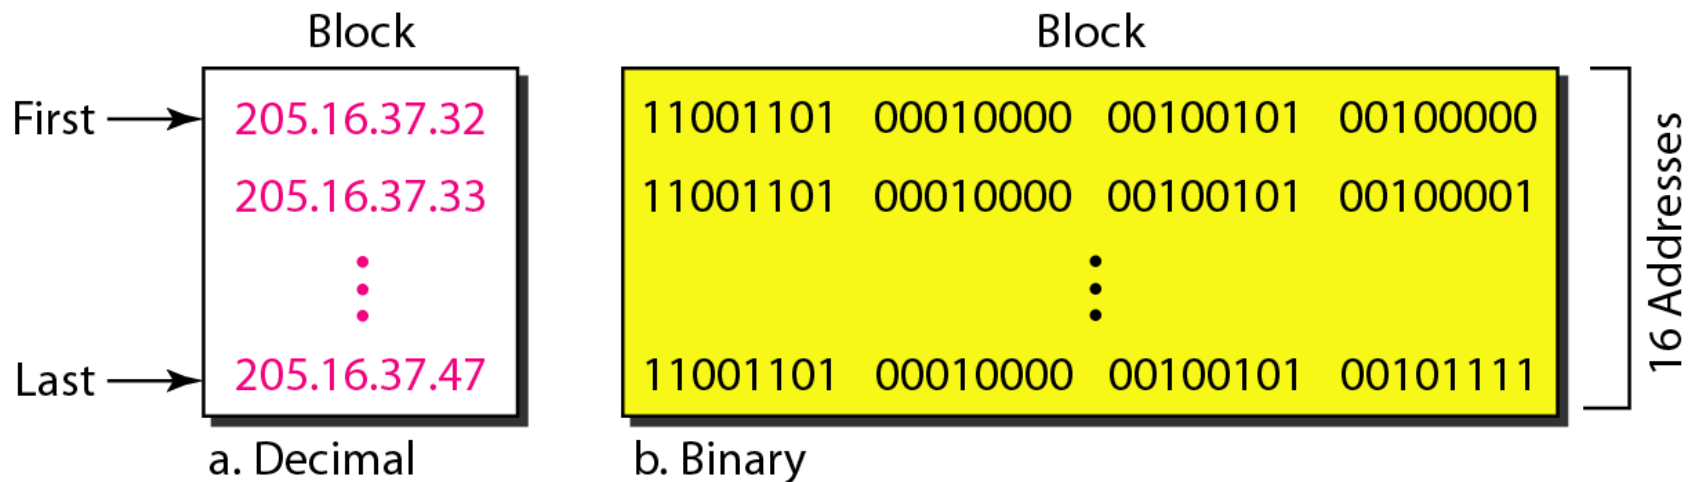 Block Block
First 205.16.37.32 11001101 00010000 00100101 00100000
205.16.37.33 11001101 00010000 00100101 00100001
Last 205.16.37.47 11001101 00010000 00100101 00101111
16 Addresses
a. Decimal b. Binary